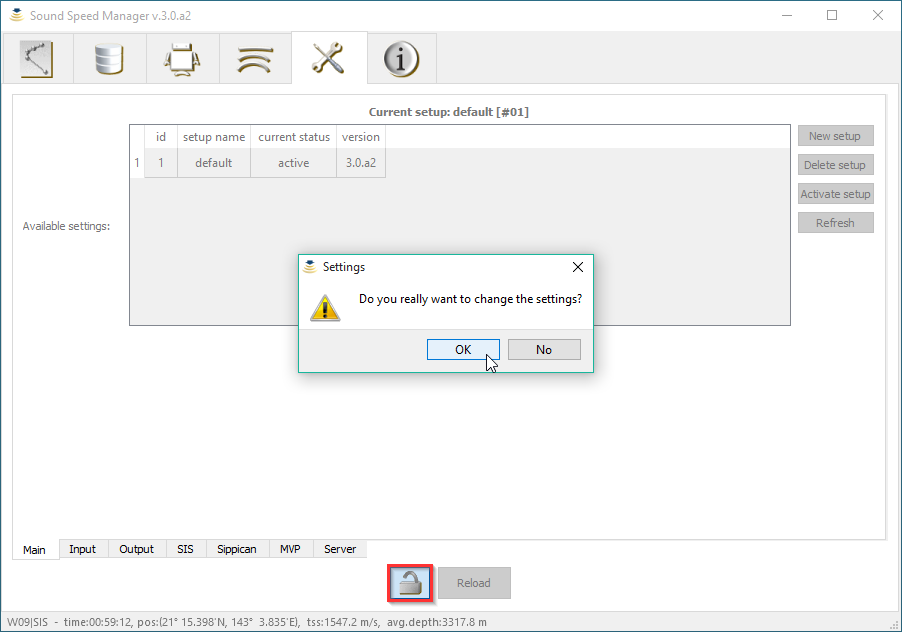 Sound Speed Manager v.3.0.a2
Current setup: default [#01]
id setup name current status version
1 1 default active 3.0.a2
New setup
Delete setup
Activate setup
Refresh
Available settings:
Settings
Do you really want to change the settings?
OK No
Main Input Output SIS Sippican MVP Server
Reload
W09|SIS - time:00:59:12, pos:(21° 15.398'N, 143° 3.835'E), tss:1547.2 m/s, avg.depth:3317.8 m